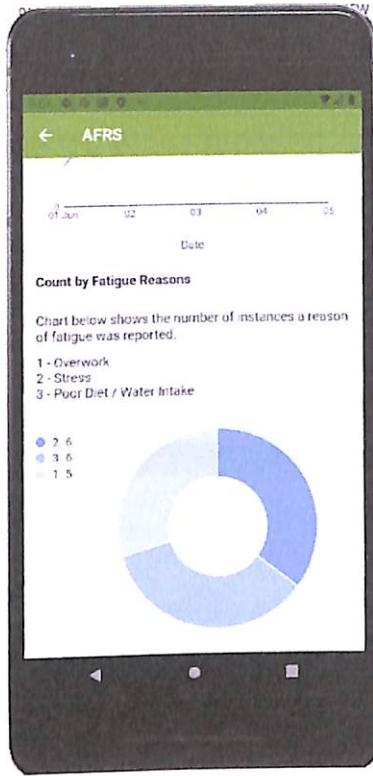 AFRS
0
01 Jun 02 03 04 05
Date
Count by Fatigue Reasons
Chart below shows the number of instances a reason
of fatigue was reported.
1 - Overwork
2 - Stress
3 - Poor Diet / Water Intake
2 6
3 6
1 5